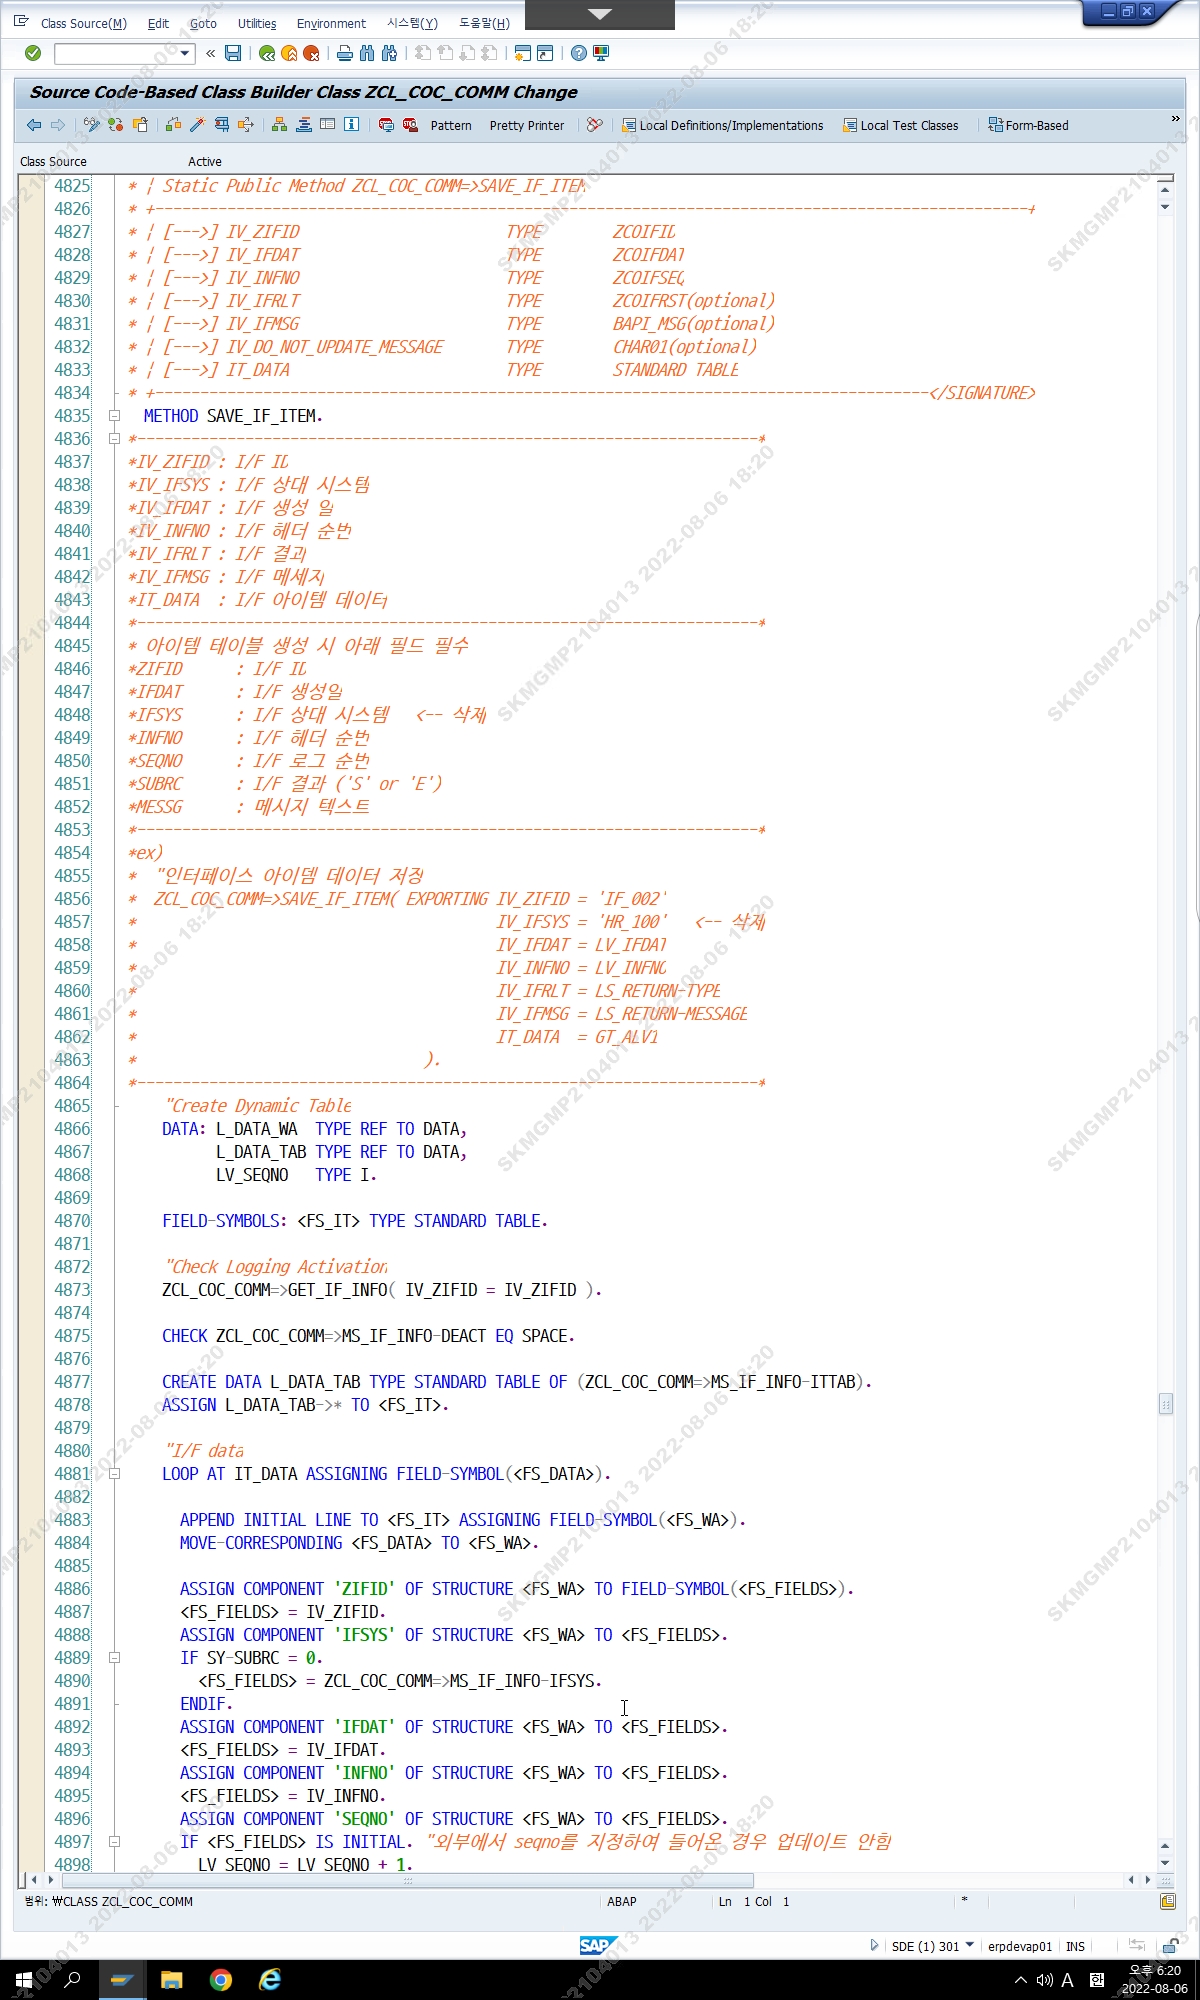 Class Source(M) Edit Goto Utilities Environment 시스템(Y) 도움말(H)
Source Code-Based Class Builder Class ZCL_COC_COMM Change
Pattern Pretty Printer Local Definitions/Implementations Local Test Classes Form-Based
Class Source Active
4825 * ¦ Static Public Method ZCL_COC_COMM=>SAVE_IF_ITEM
4826 * +-------------------------------------------------------------------------------------------------+
4827 * ¦ [--->] IV_ZIFID TYPE ZCOIFID
4828 * ¦ [--->] IV_IFDAT TYPE ZCOIFDAT
4829 * ¦ [--->] IV_INFNO TYPE ZCOIFSEQ
4830 * ¦ [--->] IV_IFRLT TYPE ZCOIFRST(optional)
4831 * ¦ [--->] IV_IFMSG TYPE BAPI_MSG(optional)
4832 * ¦ [--->] IV_DO_NOT_UPDATE_MESSAGE TYPE CHAR01(optional)
4833 * ¦ [--->] IT_DATA TYPE STANDARD TABLE
4834 * +--------------------------------------------------------------------------------------</SIGNATURE>
4835 METHOD SAVE_IF_ITEM.
4836 *---------------------------------------------------------------------*
4837 *IV_ZIFID : I/F ID
4838 *IV_IFSYS : I/F 상대 시스템
4839 *IV_IFDAT : I/F 생성 일
4840 *IV_INFNO : I/F 헤더 순번
4841 *IV_IFRLT : I/F 결과
4842 *IV_IFMSG : I/F 메세지
4843 *IT_DATA : I/F 아이템 데이터
4844 *---------------------------------------------------------------------*
4845 * 아이템 테이블 생성 시 아래 필드 필수
4846 *ZIFID : I/F ID
4847 *IFDAT : I/F 생성일
4848 *IFSYS : I/F 상대 시스템 <-- 삭제
4849 *INFNO : I/F 헤더 순번
4850 *SEQNO : I/F 로그 순번
4851 *SUBRC : I/F 결과 ('S' or 'E')
4852 *MESSG : 메시지 텍스트
4853 *---------------------------------------------------------------------*
4854 *ex)
4855 * "인터페이스 아이뎀 데이터 저장
4856 * ZCL_COC_COMM=>SAVE_IF_ITEM( EXPORTING IV_ZIFID = 'IF_002'
4857 * IV_IFSYS = 'HR_100' <-- 삭제
4858 * IV_IFDAT = LV_IFDAT
4859 * IV_INFNO = LV_INFNO
4860 * IV_IFRLT = LS_RETURN-TYPE
4861 * IV_IFMSG = LS_RETURN-MESSAGE
4862 * IT_DATA = GT_ALV1
4863 * ).
4864 *---------------------------------------------------------------------*
4865 "Create Dynamic Table
4866 DATA: L_DATA_WA TYPE REF TO DATA,
4867 L_DATA_TAB TYPE REF TO DATA,
4868 LV_SEQNO TYPE I.
4869
4870 FIELD-SYMBOLS: <FS_IT> TYPE STANDARD TABLE.
4871
4872 "Check Logging Activation
4873 ZCL_COC_COMM=>GET_IF_INFO( IV_ZIFID = IV_ZIFID ).
4874
4875 CHECK ZCL_COC_COMM=>MS_IF_INFO-DEACT EQ SPACE.
4876
4877 CREATE DATA L_DATA_TAB TYPE STANDARD TABLE OF (ZCL_COC_COMM=>MS_IF_INFO-ITTAB).
4878 ASSIGN L_DATA_TAB->* TO <FS_IT>.
4879
4880 "I/F data
4881 LOOP AT IT_DATA ASSIGNING FIELD-SYMBOL(<FS_DATA>).
4882
4883 APPEND INITIAL LINE TO <FS_IT> ASSIGNING FIELD-SYMBOL(<FS_WA>).
4884 MOVE-CORRESPONDING <FS_DATA> TO <FS_WA>.
4885
4886 ASSIGN COMPONENT 'ZIFID' OF STRUCTURE <FS_WA> TO FIELD-SYMBOL(<FS_FIELDS>).
4887 <FS_FIELDS> = IV_ZIFID.
4888 ASSIGN COMPONENT 'IFSYS' OF STRUCTURE <FS_WA> TO <FS_FIELDS>.
4889 IF SY-SUBRC = 0.
4890 <FS_FIELDS> = ZCL_COC_COMM=>MS_IF_INFO-IFSYS.
4891 ENDIF.
4892 ASSIGN COMPONENT 'IFDAT' OF STRUCTURE <FS_WA> TO <FS_FIELDS>.
4893 <FS_FIELDS> = IV_IFDAT.
4894 ASSIGN COMPONENT 'INFNO' OF STRUCTURE <FS_WA> TO <FS_FIELDS>.
4895 <FS_FIELDS> = IV_INFNO.
4896 ASSIGN COMPONENT 'SEQNO' OF STRUCTURE <FS_WA> TO <FS_FIELDS>.
4897 IF <FS_FIELDS> IS INITIAL. "외부에서 seqno를 지정하여 들어온 경우 업데이트 안함
4898 LV_SEQNO = LV_SEQNO + 1.
범위: ₩CLASS ZCL_COC_COMM ABAP Ln 1 Col 1 *
SAP SDE (1) 301 erpdevap01 INS
A 한 오후 6:20
2022-08-06
SKMGMP2104013 2022-08-06 18:20